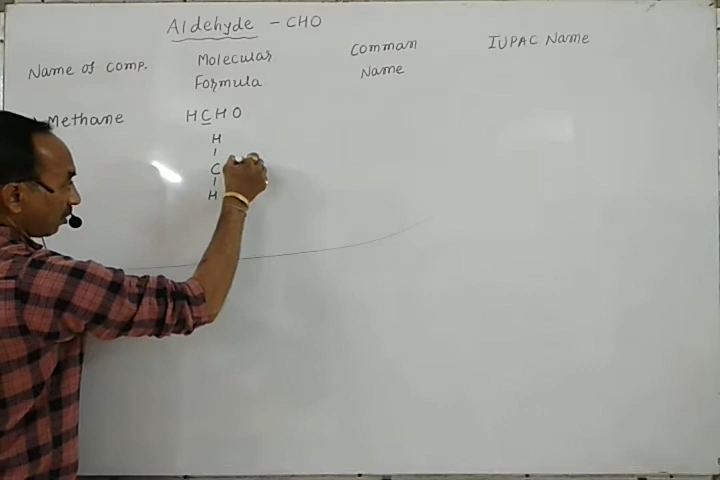 Aldehyde - CHO
Name of comp. Molecular Formula Comman Name IUPAC Name
Methane HCHO
H
C
H